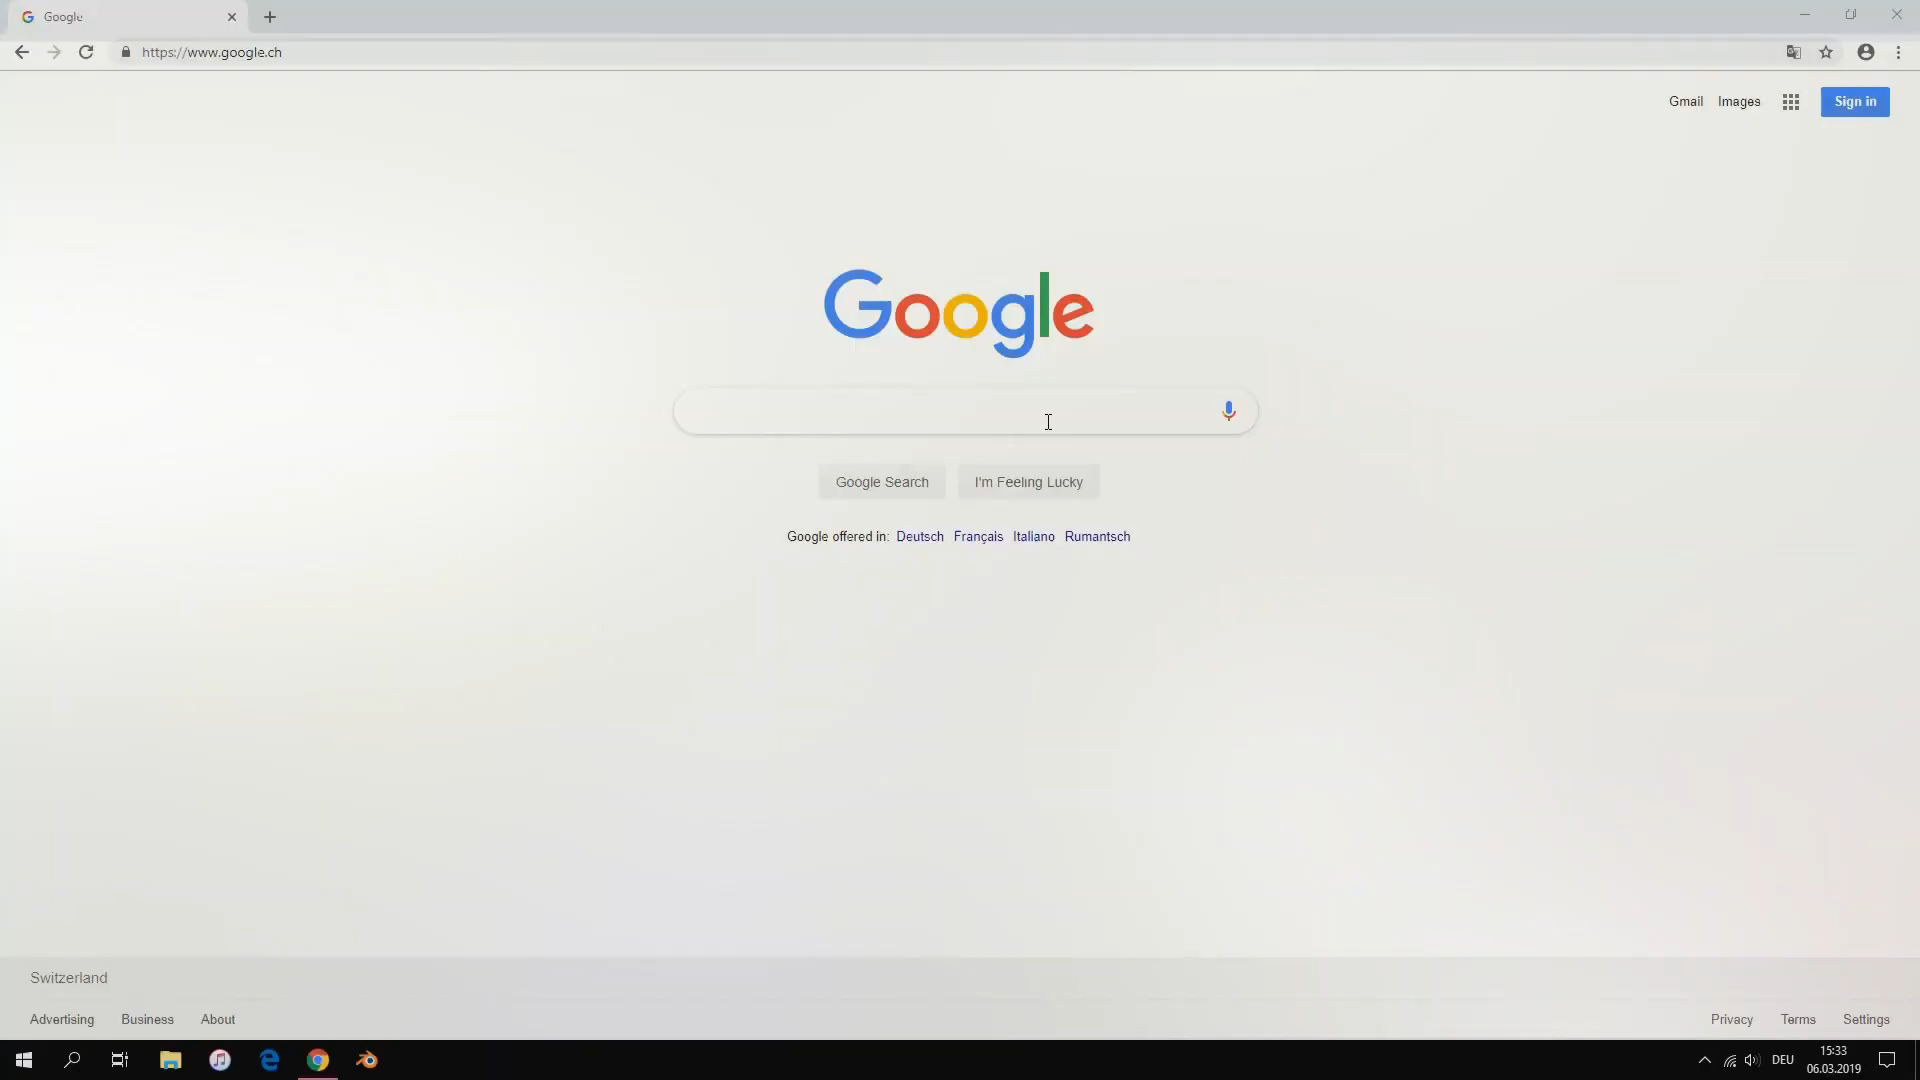 Google
https://www.google.ch
Gmail Images Sign in
Google
Google Search I'm Feeling Lucky
Google offered in: Deutsch Français Italiano Rumantsch
Switzerland
Advertising Business About
Privacy Terms Settings
DEU 15:33
06.03.2019